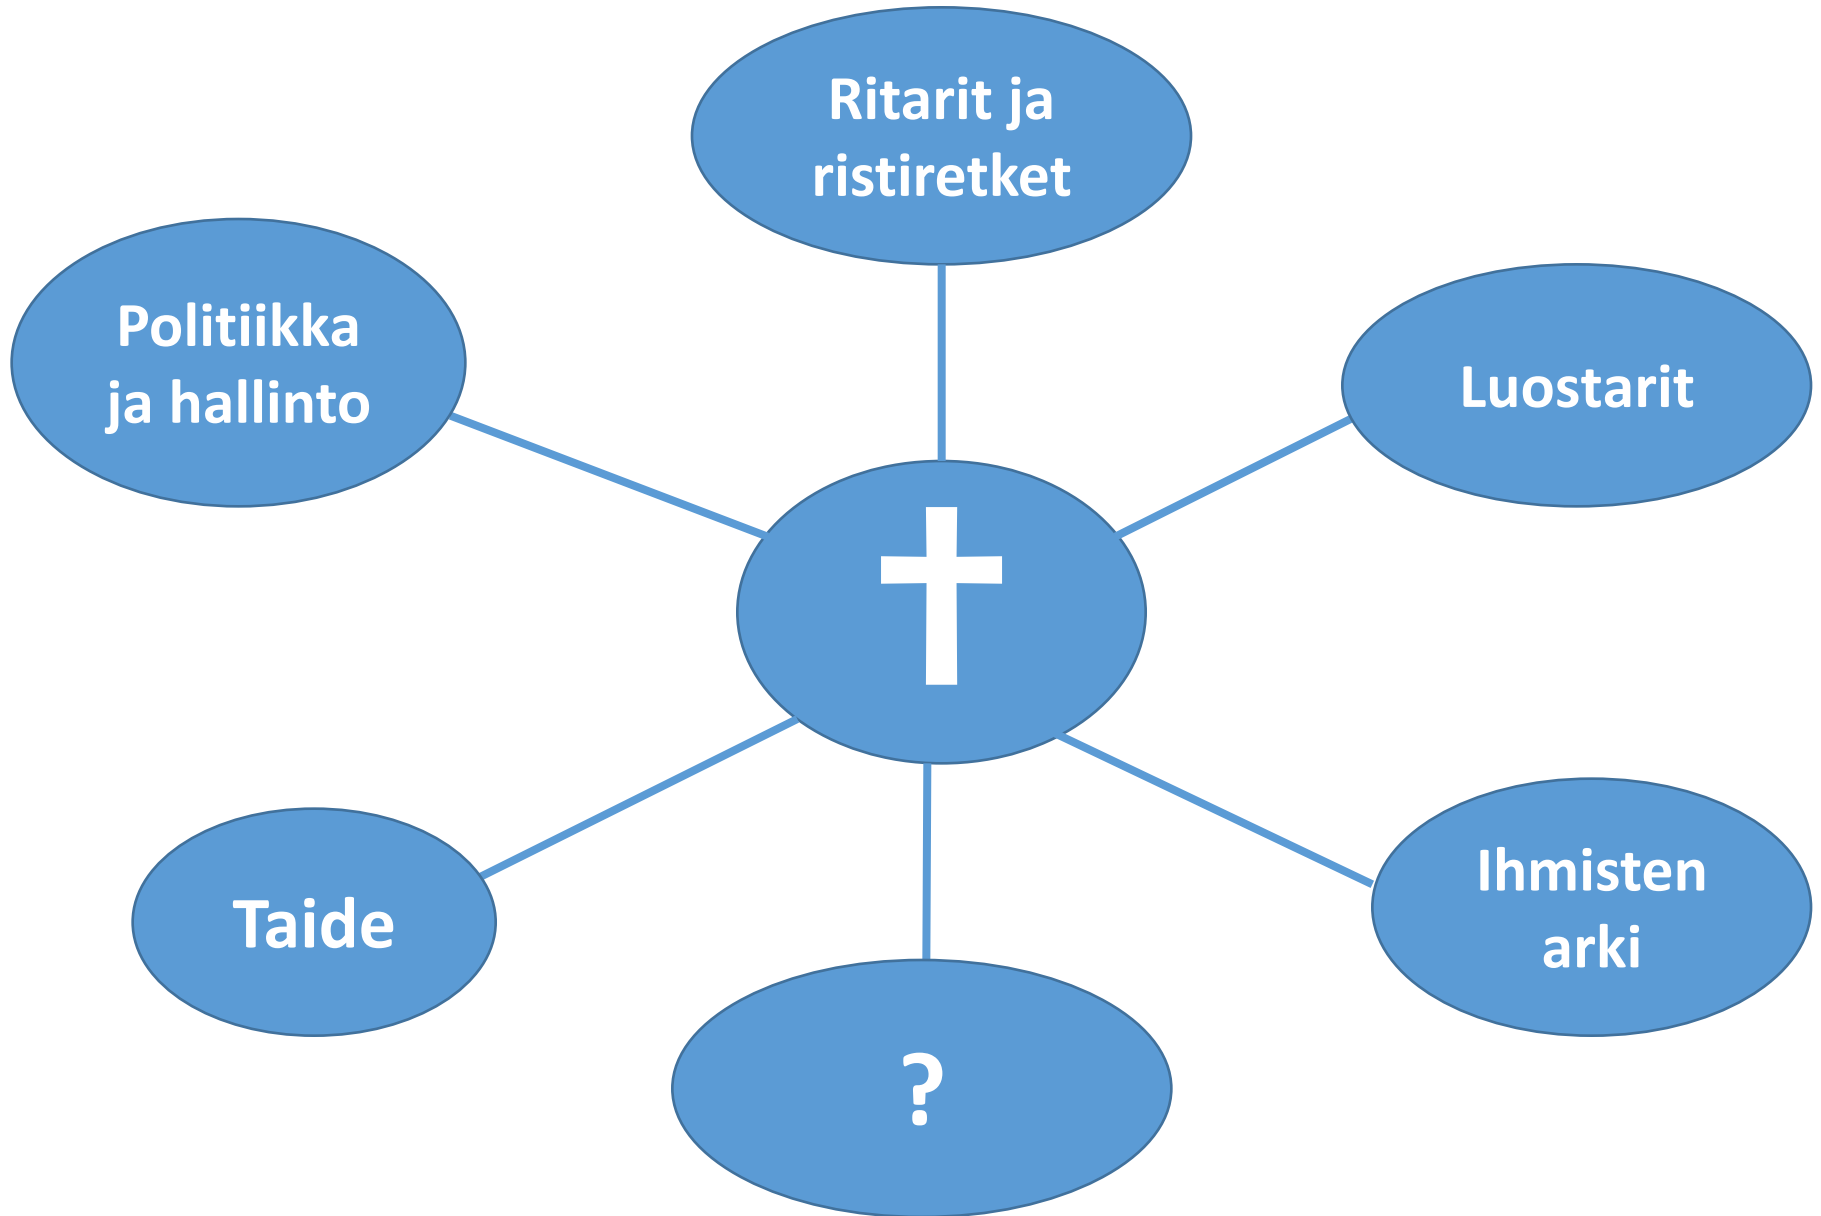 Ritarit ja
ristiretket
Politiikka
ja hallinto
Luostarit
Taide
Ihmisten
arki
?